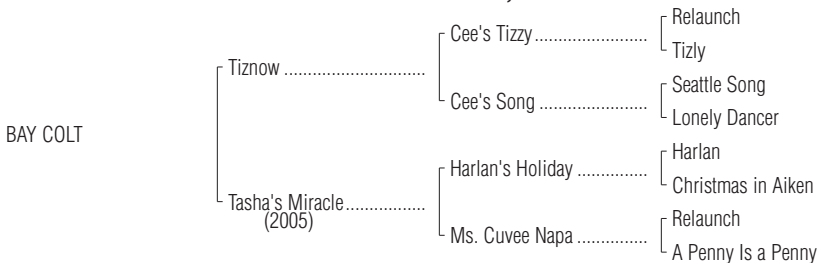 Relaunch
Cee's Tizzy........................
Tizly
Tiznow ..............................
Seattle Song
Cee's Song .......................
Lonely Dancer
BAY COLT
Harlan
Harlan's Holiday ...............
Christmas in Aiken
Tasha's Miracle.................
(2005)
Relaunch
Ms. Cuvee Napa ...............
A Penny Is a Penny